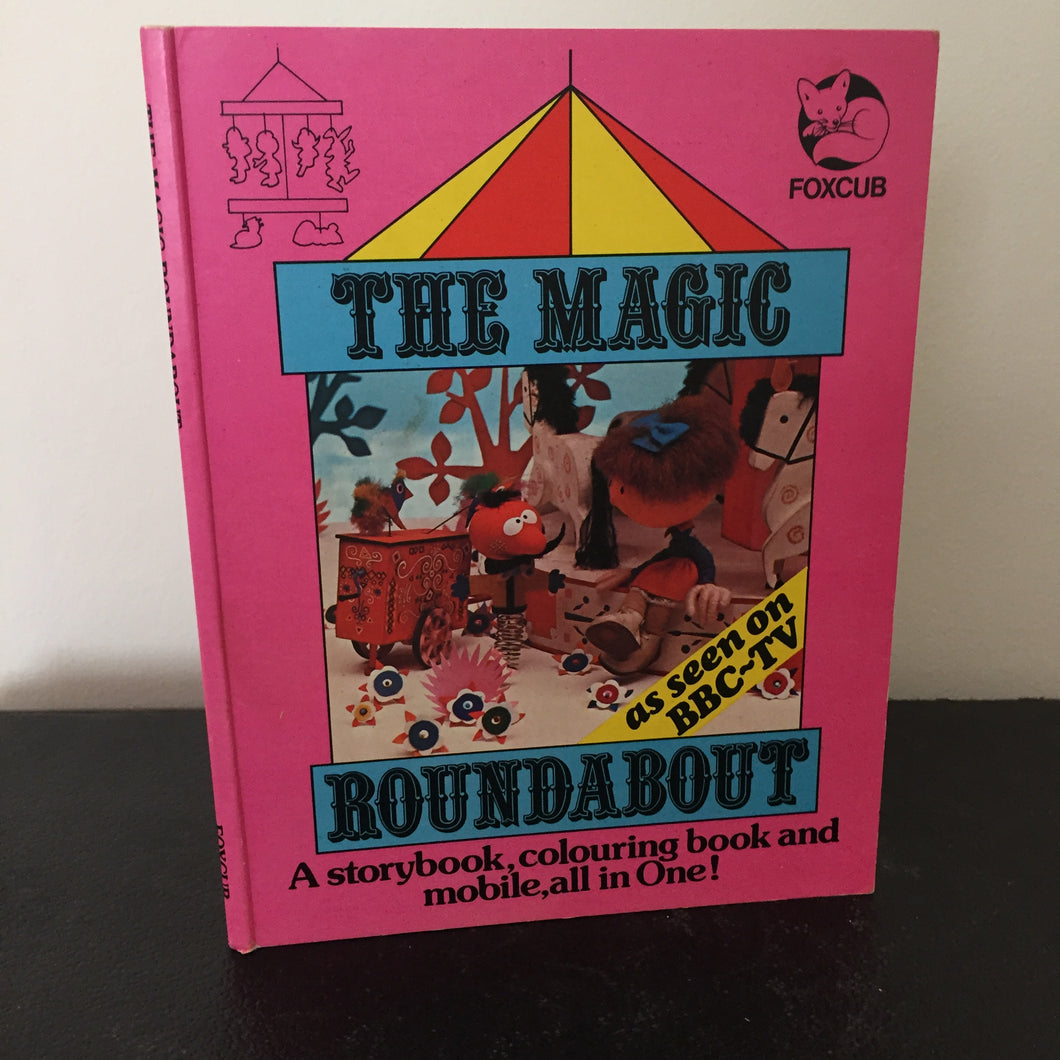 THE MAGIC ROUNDABOUT
FOXCUB
FOXCUB
THE MAGIC
as seen on
BBC~TV
ROUNDABOUT
A storybook, colouring book and
mobile, all in One!